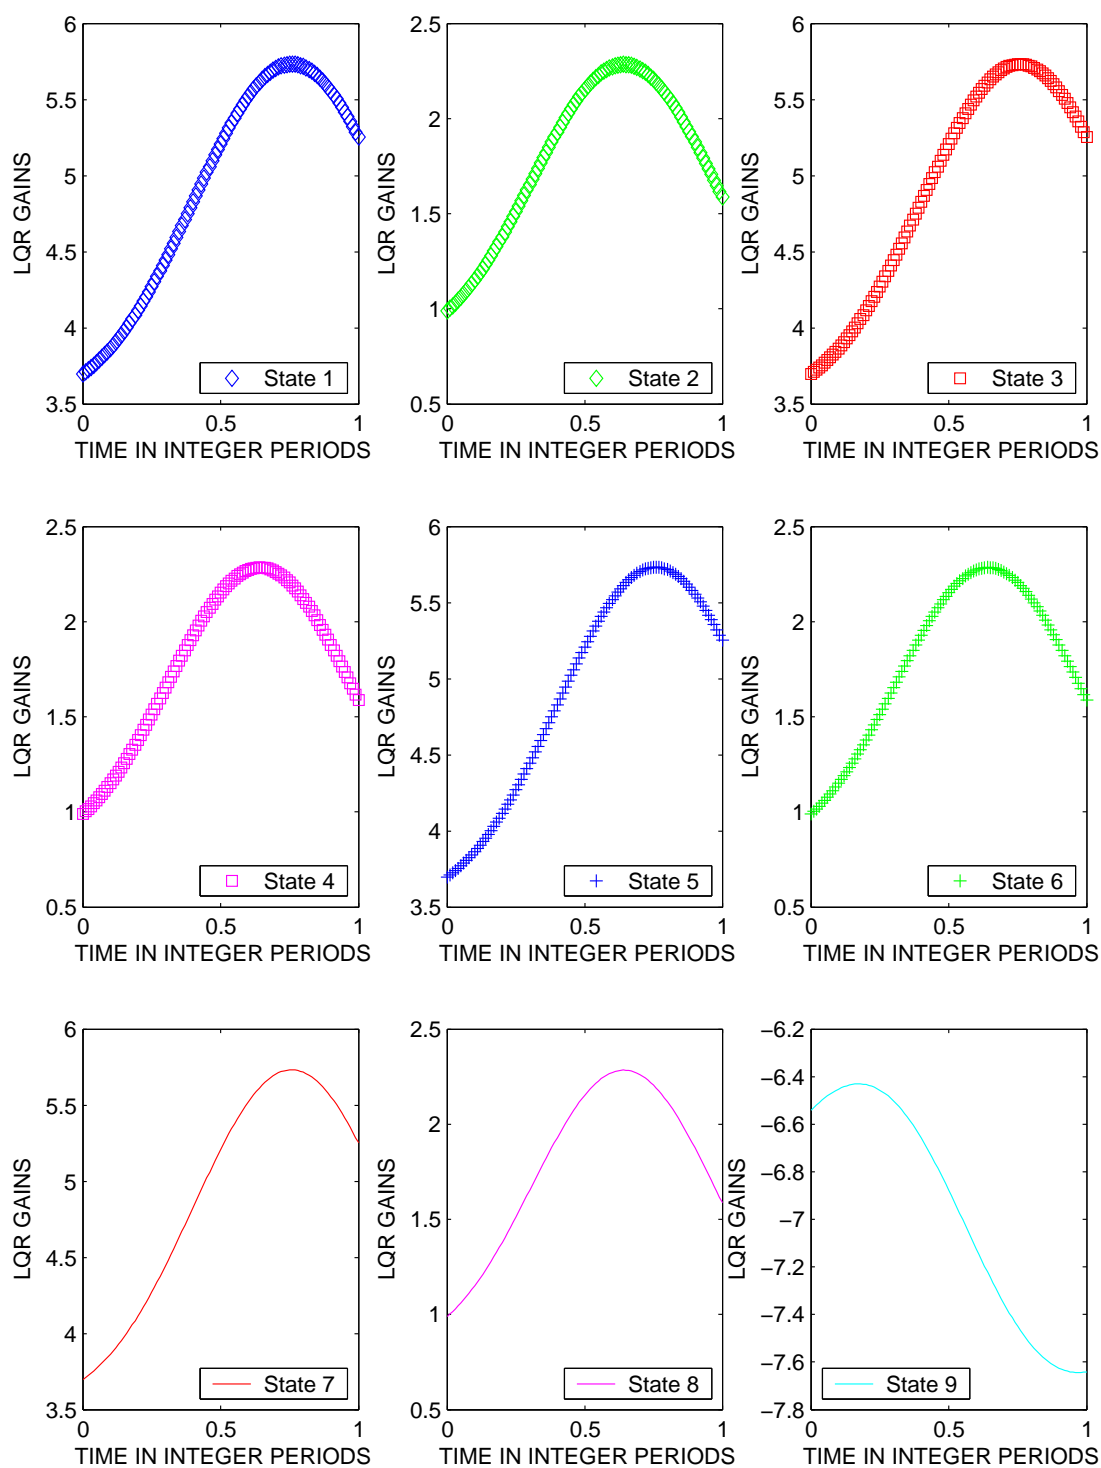 6
5.5
5
4.5
4
3.5
0
0.5
1
LQR GAINS
TIME IN INTEGER PERIODS
State 1
2.5
2
1.5
1
0.5
0
0.5
1
LQR GAINS
TIME IN INTEGER PERIODS
State 2
6
5.5
5
4.5
4
3.5
0
0.5
1
LQR GAINS
TIME IN INTEGER PERIODS
State 3
2.5
2
1.5
1
0.5
0
0.5
1
LQR GAINS
TIME IN INTEGER PERIODS
State 4
6
5.5
5
4.5
4
3.5
0
0.5
1
LQR GAINS
TIME IN INTEGER PERIODS
State 5
2.5
2
1.5
1
0.5
0
0.5
1
LQR GAINS
TIME IN INTEGER PERIODS
State 6
6
5.5
5
4.5
4
3.5
0
0.5
1
LQR GAINS
TIME IN INTEGER PERIODS
State 7
2.5
2
1.5
1
0.5
0
0.5
1
LQR GAINS
TIME IN INTEGER PERIODS
State 8
−6.2
−6.4
−6.6
−6.8
−7
−7.2
−7.4
−7.6
−7.8
0
0.5
1
LQR GAINS
TIME IN INTEGER PERIODS
State 9